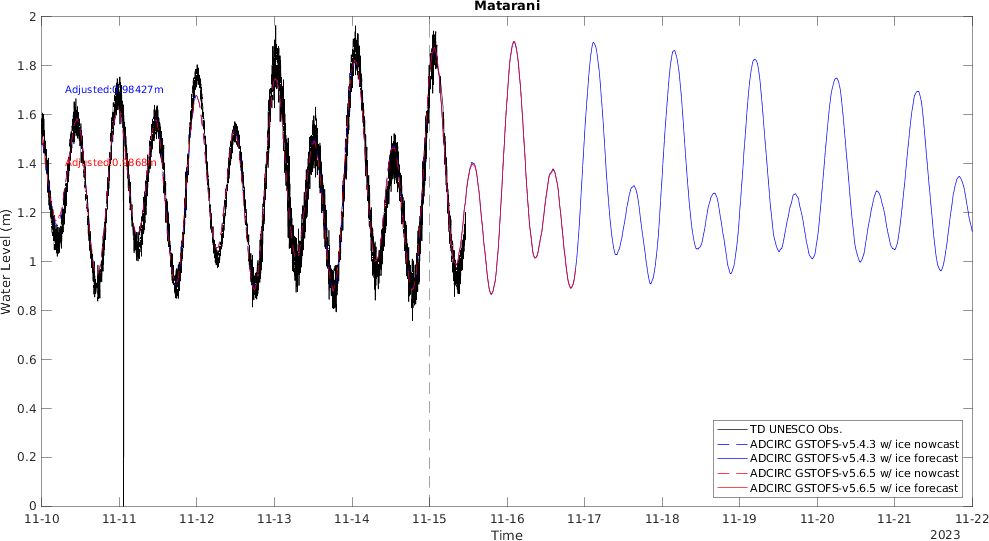 Matarani
Water Level (m)
2
1.8
1.6
1.4
1.2
1
0.8
0.6
0.4
0.2
0
Adjusted:0.98427m
Adjusted:0.9868m
TD UNESCO Obs.
ADCIRC GSTOFS-v5.4.3 w/ ice nowcast
ADCIRC GSTOFS-v5.4.3 w/ ice forecast
ADCIRC GSTOFS-v5.6.5 w/ ice nowcast
ADCIRC GSTOFS-v5.6.5 w/ ice forecast
11-10 11-11 11-12 11-13 11-14 11-15 11-16 11-17 11-18 11-19 11-20 11-21 11-22
Time
2023